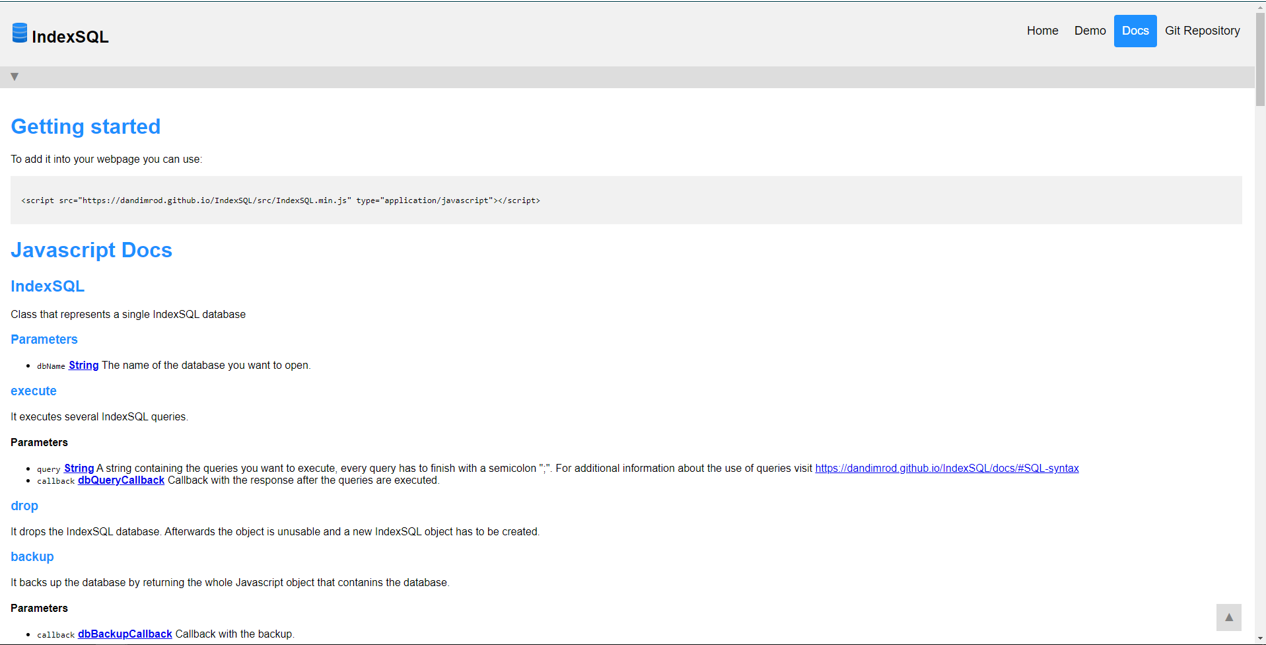 IndexSQL
Home Demo Docs Git Repository
▼
Getting started
To add it into your webpage you can use:
<script src="https://dandimrod.github.io/IndexSQL/src/IndexSQL.min.js" type="application/javascript"></script>
Javascript Docs
IndexSQL
Class that represents a single IndexSQL database
Parameters
• dbName String The name of the database you want to open.
execute
It executes several IndexSQL queries.
Parameters
• query String A string containing the queries you want to execute, every query has to finish with a semicolon ";". For additional information about the use of queries visit https://dandimrod.github.io/IndexSQL/docs/#SQL-syntax
• callback dbQueryCallback Callback with the response after the queries are executed.
drop
It drops the IndexSQL database. Afterwards the object is unusable and a new IndexSQL object has to be created.
backup
It backs up the database by returning the whole Javascript object that contanins the database.
Parameters
• callback dbBackupCallback Callback with the backup.
▲